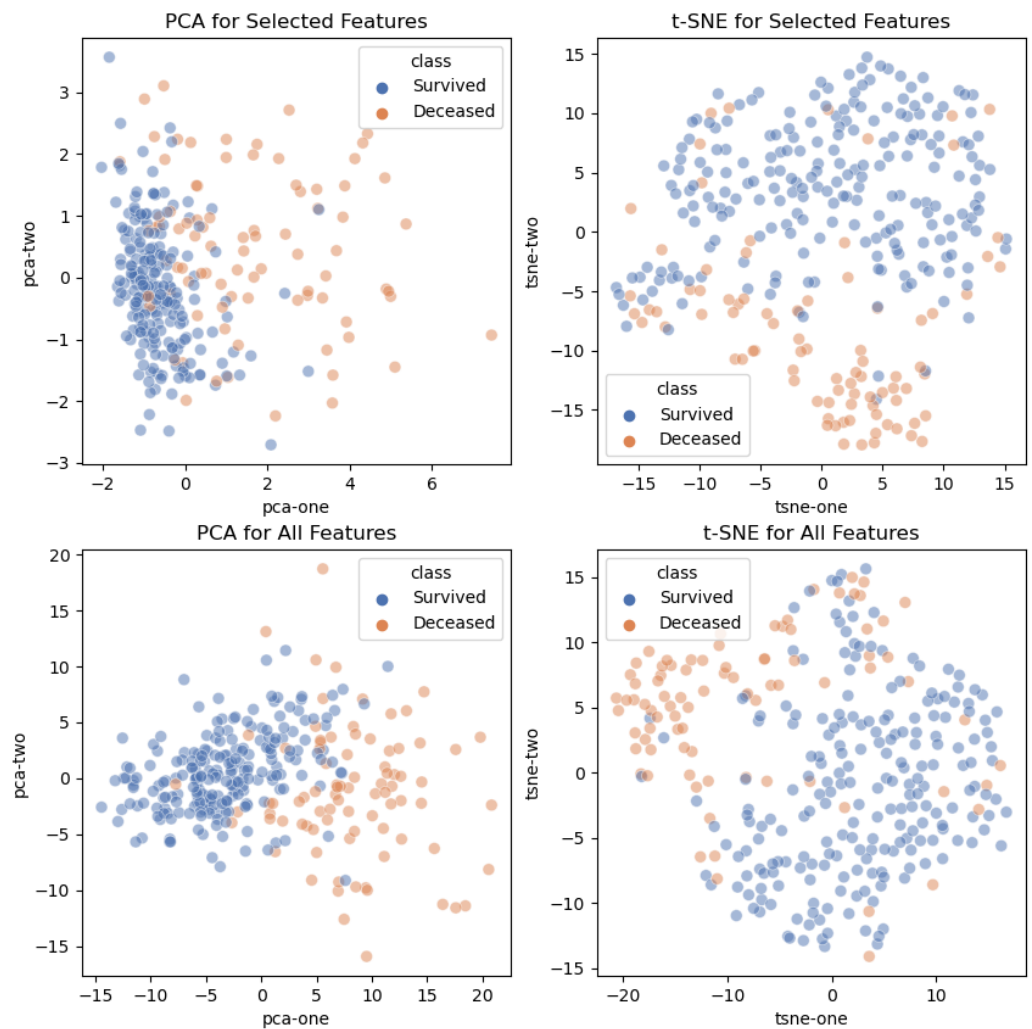 PCA for Selected Features
class
Survived
Deceased
3
2
1
0
−1
−2
−3
pca-two
−2
0
2
4
6
pca-one
t-SNE for Selected Features
15
10
5
0
−5
−10
−15
tsne-two
class
Survived
Deceased
−15
−10
−5
0
5
10
15
tsne-one
PCA for All Features
class
Survived
Deceased
20
15
10
5
0
−5
−10
−15
pca-two
−15
−10
−5
0
5
10
15
20
pca-one
t-SNE for All Features
class
Survived
Deceased
15
10
5
0
−5
−10
−15
tsne-two
−20
−10
0
10
tsne-one